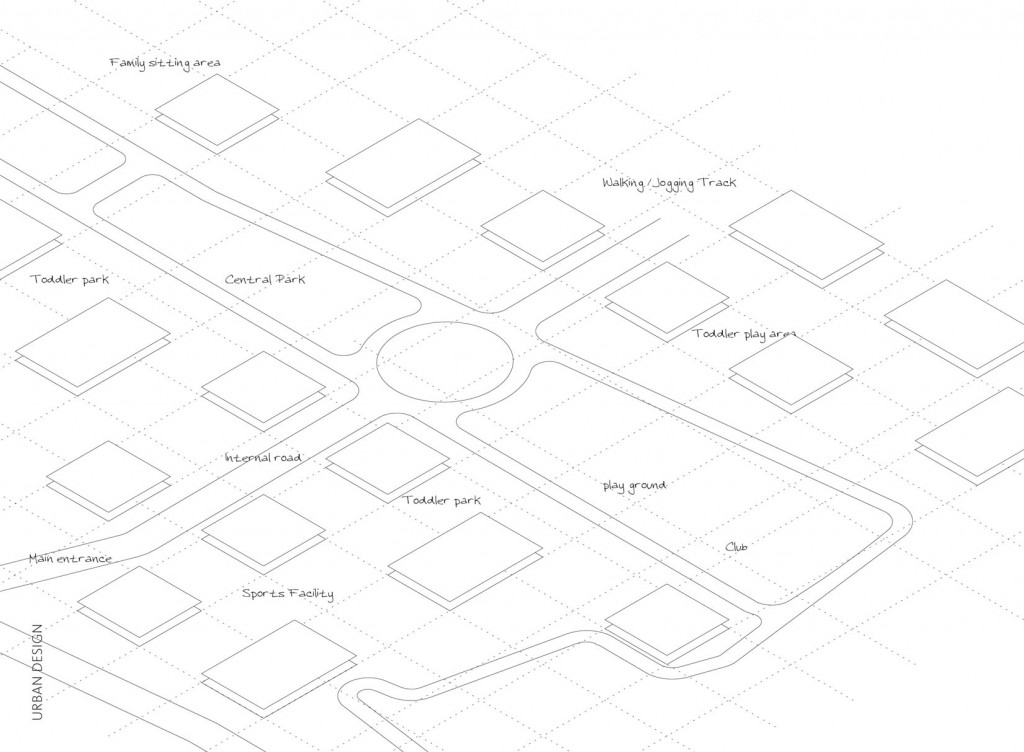 Family sitting area
Walking/Jogging Track
Toddler park
Central Park
Toddler play area
Internal road
play ground
Toddler park
Club
Main entrance
Sports Facility
URBAN DESIGN